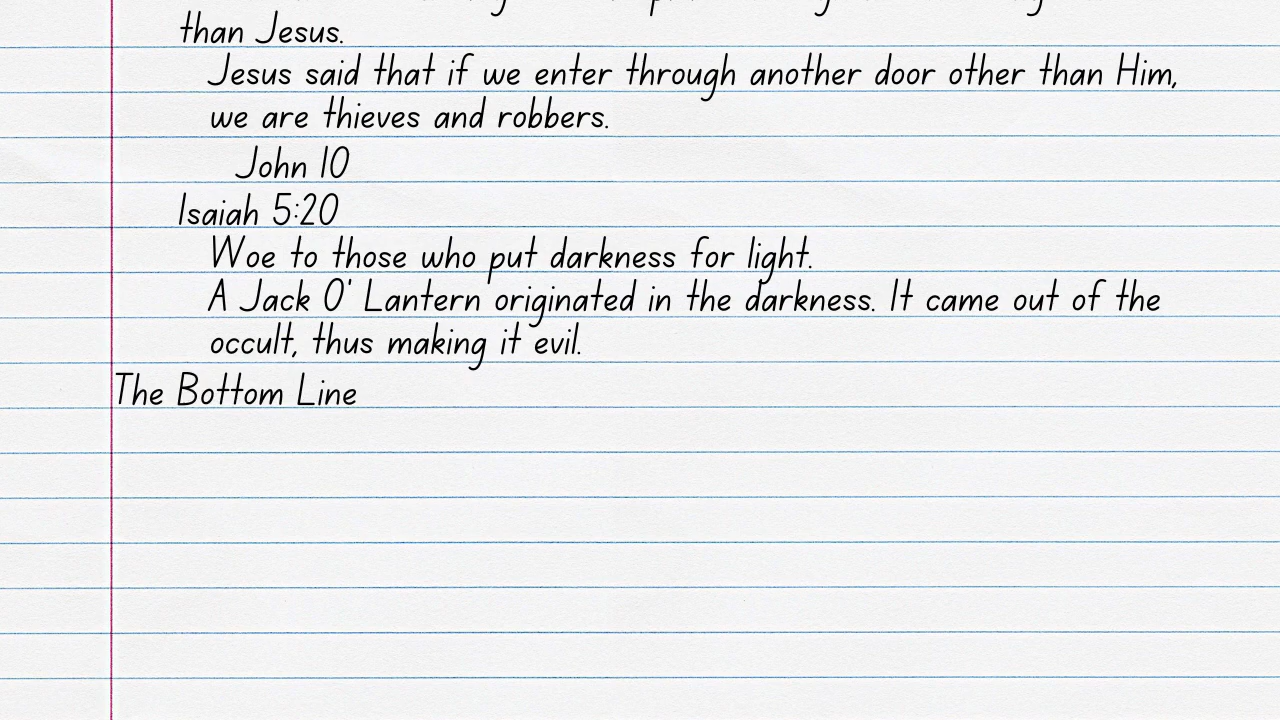 than Jesus.
Jesus said that if we enter through another door other than Him,
we are thieves and robbers.
John 10
Isaiah 5:20
Woe to those who put darkness for light.
A Jack O' Lantern originated in the darkness. It came out of the
occult, thus making it evil.
The Bottom Line